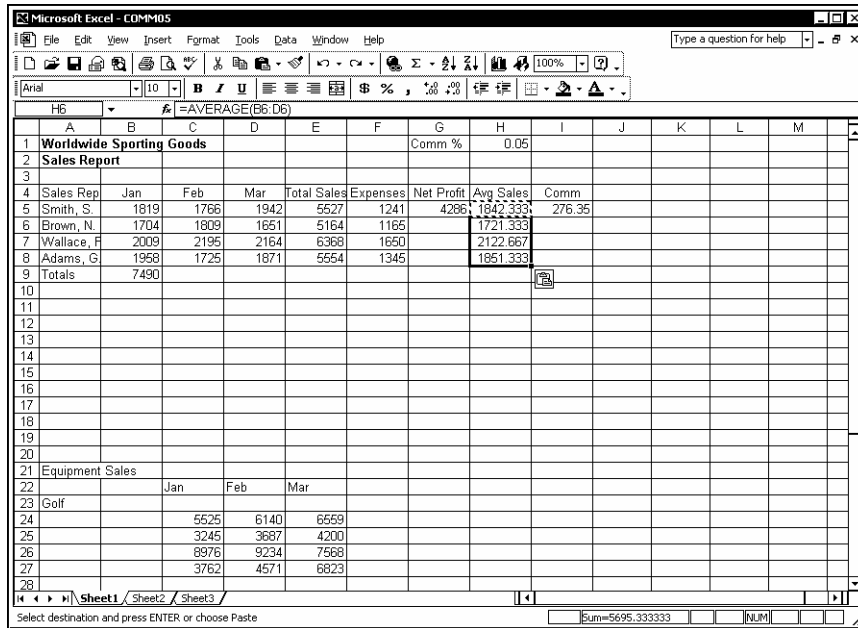 Microsoft Excel - COMM05
File Edit View Insert Format Tools Data Window Help Type a question for help
100%
Arial 10 B I U $ % ,
H6 fx =AVERAGE(B6:D6)
A B C D E F G H I J K L M
1 Worldwide Sporting Goods Comm % 0.05
2 Sales Report
3
4 Sales Rep Jan Feb Mar Total Sales Expenses Net Profit Avg Sales Comm
5 Smith, S. 1819 1766 1942 5527 1241 4286 1842.333 276.35
6 Brown, N. 1704 1809 1651 5164 1165 1721.333
7 Wallace, F 2009 2195 2164 6368 1650 2122.667
8 Adams, G. 1958 1725 1871 5554 1345 1851.333
9 Totals 7490
10
11
12
13
14
15
16
17
18
19
20
21 Equipment Sales
22 Jan Feb Mar
23 Golf
24 5525 6140 6559
25 3245 3687 4200
26 8976 9234 7568
27 3762 4571 6823
28
Sheet1 Sheet2 Sheet3
Select destination and press ENTER or choose Paste Sum=5695.333333 NUM